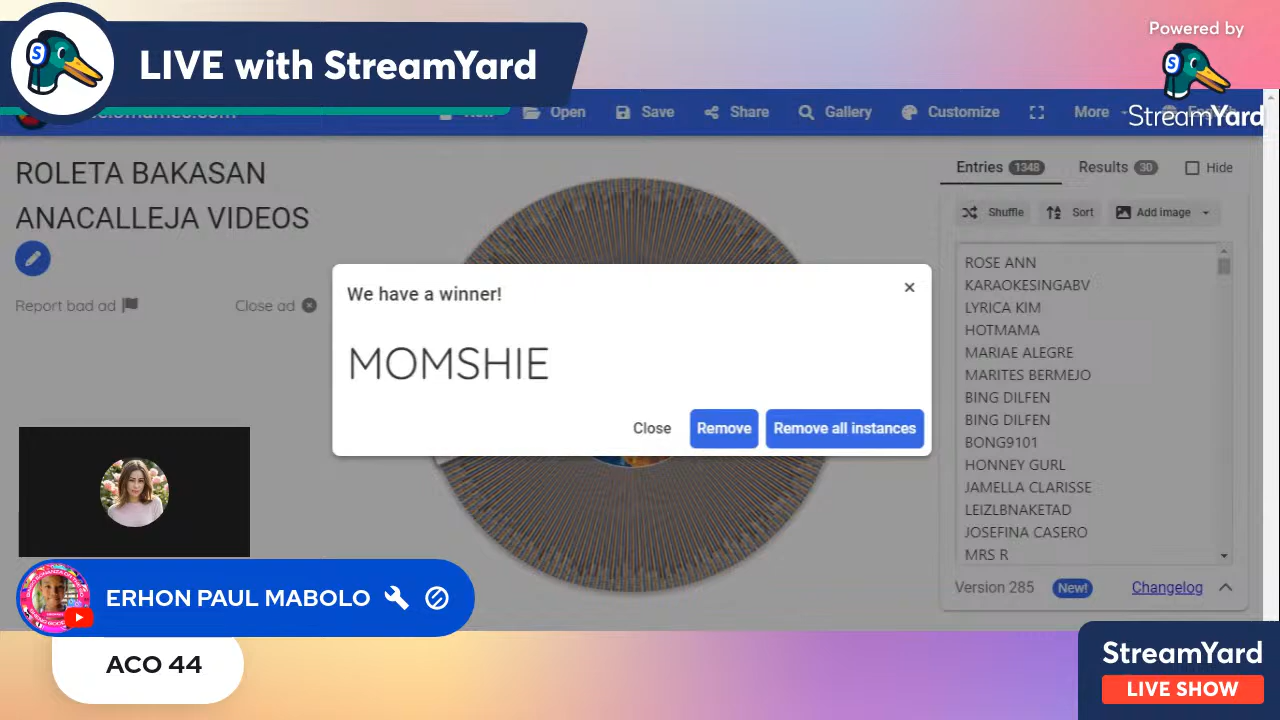 LIVE with StreamYard
Powered by
StreamYard
Open
Save
Share
Gallery
Customize
More
ROLETA BAKASAN
ANACALLEJA VIDEOS
Report bad ad
Close ad
Entries 1348
Results 30
Hide
Shuffle
Sort
Add image
ROSE ANN
KARAOKESINGABV
LYRICA KIM
HOTMAMA
MARIAE ALEGRE
MARITES BERMEJO
BING DILFEN
BING DILFEN
BONG9101
HONNEY GURL
JAMELLA CLARISSE
LEIZLBNAKETAD
JOSEFINA CASERO
MRS R
Version 285
New!
Changelog
We have a winner!
MOMSHIE
Close
Remove
Remove all instances
ERHON PAUL MABOLO
ACO 44
StreamYard
LIVE SHOW